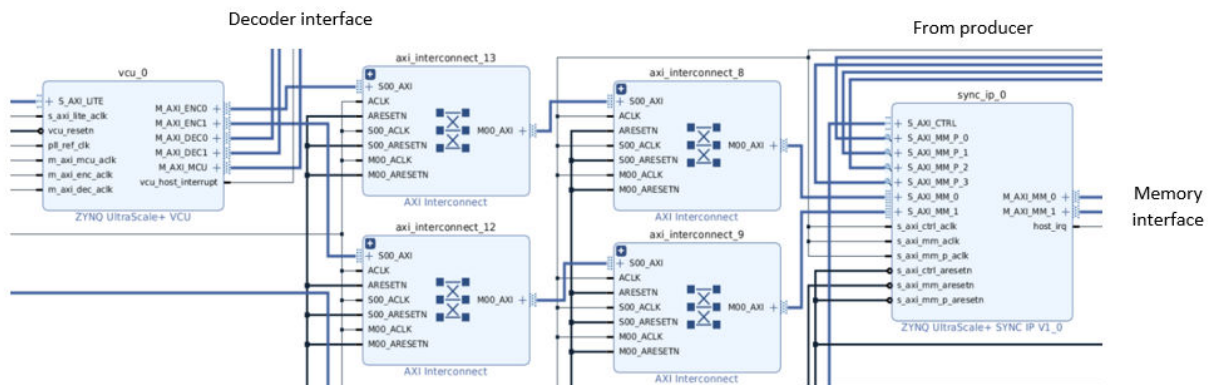 Decoder interface
From producer
vcu_0
S_AXI_LITE
s_axi_lite_aclk
vcu_resetn
pll_ref_clk
m_axi_mcu_aclk
m_axi_enc_aclk
m_axi_dec_aclk
M_AXI_ENC0
M_AXI_ENC1
M_AXI_DEC0
M_AXI_DEC1
M_AXI_MCU
vcu_host_interrupt
ZYNQ UltraScale+ VCU
axi_interconnect_13
S00_AXI
ACLK
ARESETN
S00_ACLK
S00_ARESETN
M00_ACLK
M00_ARESETN
M00_AXI
AXI Interconnect
axi_interconnect_8
S00_AXI
ACLK
ARESETN
S00_ACLK
S00_ARESETN
M00_ACLK
M00_ARESETN
M00_AXI
AXI Interconnect
sync_ip_0
S_AXI_CTRL
S_AXI_MM_P_0
S_AXI_MM_P_1
S_AXI_MM_P_2
S_AXI_MM_P_3
S_AXI_MM_0
S_AXI_MM_1
s_axi_ctrl_aclk
s_axi_mm_aclk
s_axi_mm_p_aclk
s_axi_ctrl_aresetn
s_axi_mm_aresetn
s_axi_mm_p_aresetn
M_AXI_MM_0
M_AXI_MM_1
host_irq
ZYNQ UltraScale+ SYNC IP V1_0
Memory
interface
axi_interconnect_12
S00_AXI
ACLK
ARESETN
S00_ACLK
S00_ARESETN
M00_ACLK
M00_ARESETN
M00_AXI
AXI Interconnect
axi_interconnect_9
S00_AXI
ACLK
ARESETN
S00_ACLK
S00_ARESETN
M00_ACLK
M00_ARESETN
M00_AXI
AXI Interconnect